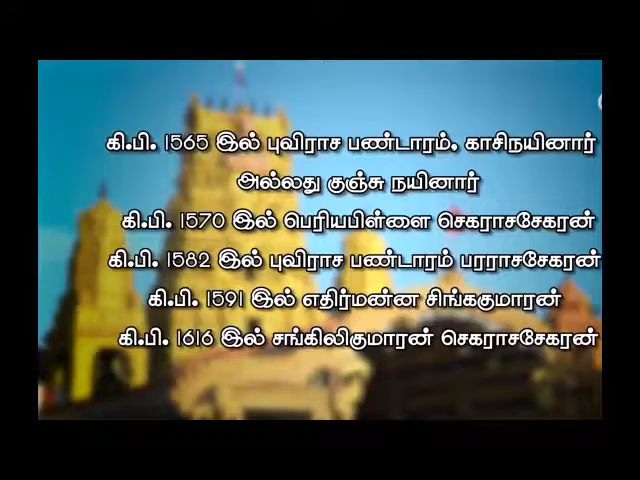 கி.பி. 1565 இல் புவிராச பண்டாரம், காசிநயினார்
அல்லது குஞ்சு நயினார்
கி.பி. 1570 இல் பெரியபிள்ளை செகராசசேகரன்
கி.பி. 1582 இல் புவிராச பண்டாரம் பரராசசேகரன்
கி.பி. 1591 இல் எதிர்மன்ன சிங்ககுமாரன்
கி.பி. 1616 இல் சங்கிலிகுமாரன் செகராசசேகரன்